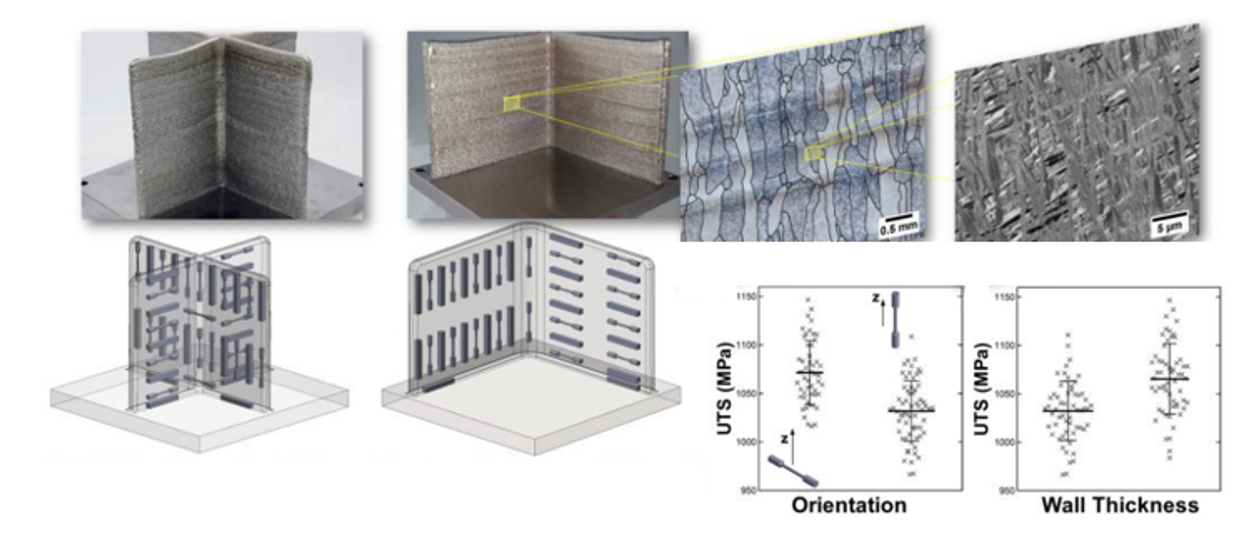 0.5 mm
5 µm
UTS (MPa)
1150
1100
1050
1000
950
z
z
Orientation
UTS (MPa)
1150
1100
1050
1000
950
Wall Thickness